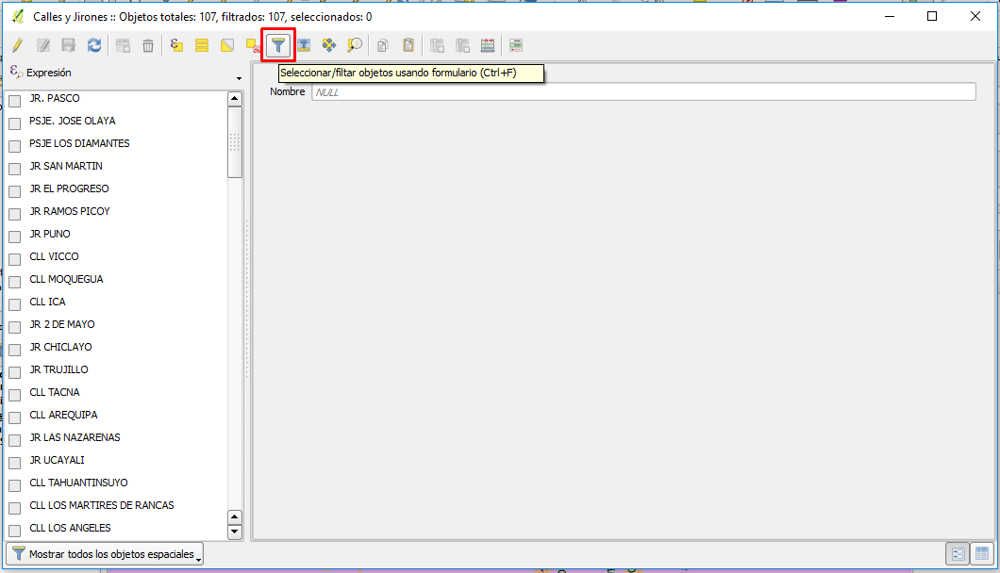 Calles y Jirones :: Objetos totales: 107, filtrados: 107, seleccionados: 0
Seleccionar/filtar objetos usando formulario (Ctrl+F)
Expresión
Nombre NULL
JR. PASCO
PSJE. JOSE OLAYA
PSJE LOS DIAMANTES
JR SAN MARTIN
JR EL PROGRESO
JR RAMOS PICOY
JR PUNO
CLL VICCO
CLL MOQUEGUA
CLL ICA
JR 2 DE MAYO
JR CHICLAYO
JR TRUJILLO
CLL TACNA
CLL AREQUIPA
JR LAS NAZARENAS
JR UCAYALI
CLL TAHUANTINSUYO
CLL LOS MARTIRES DE RANCAS
CLL LOS ANGELES
Mostrar todos los objetos espaciales